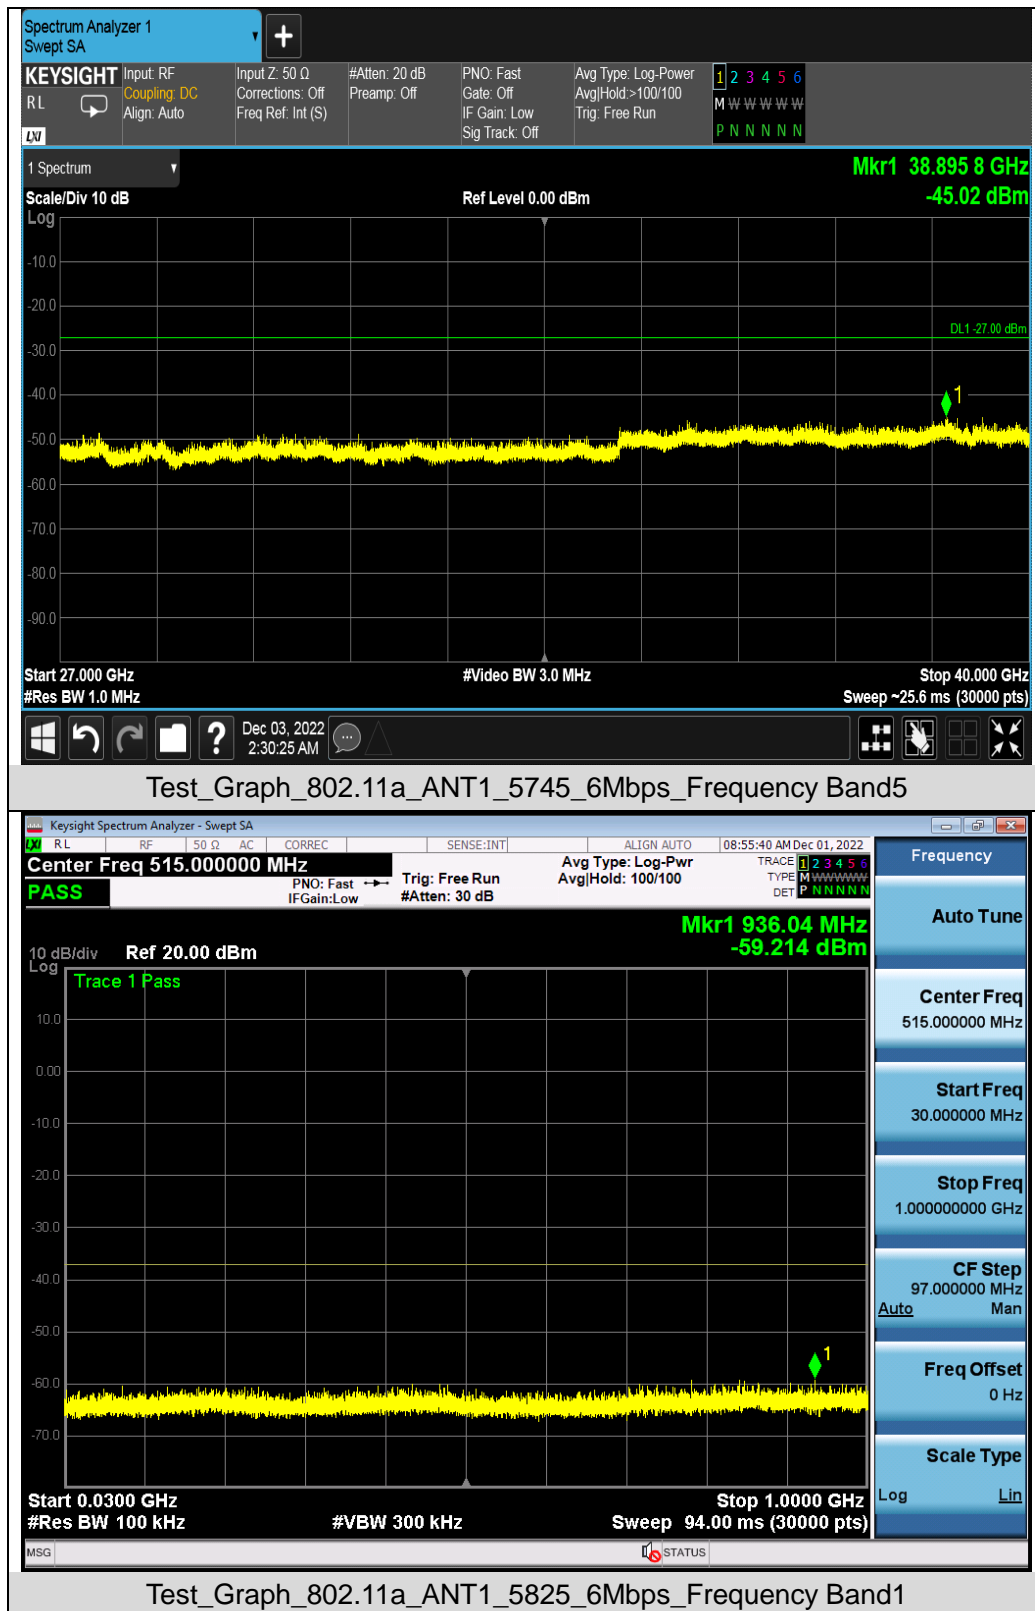 Spectrum Analyzer 1
Swept SA
KEYSIGHT
Input: RF
Input Z: 50 Ω
#Atten: 20 dB
PNO: Fast
Avg Type: Log-Power
1 2 3 4 5 6
R L
Coupling: DC
Corrections: Off
Preamp: Off
Gate: Off
Avg|Hold:>100/100
M W W W W W
Align: Auto
Freq Ref: Int (S)
IF Gain: Low
Trig: Free Run
LXI
Sig Track: Off
P N N N N N
1 Spectrum
Mkr1 38.895 8 GHz
Scale/Div 10 dB
Ref Level 0.00 dBm
-45.02 dBm
Log
-10.0
-20.0
DL1 -27.00 dBm
-30.0
-40.0
1
-50.0
-60.0
-70.0
-80.0
-90.0
Start 27.000 GHz
#Video BW 3.0 MHz
Stop 40.000 GHz
#Res BW 1.0 MHz
Sweep ~25.6 ms (30000 pts)
?
Dec 03, 2022
2:30:25 AM
Test_Graph_802.11a_ANT1_5745_6Mbps_Frequency Band5
Keysight Spectrum Analyzer - Swept SA
LXI
R L
RF
50 Ω
AC
CORREC
SENSE:INT
ALIGN AUTO
08:55:40 AM Dec 01, 2022
Center Freq 515.000000 MHz
Avg Type: Log-Pwr
TRACE 1 2 3 4 5 6
PASS
PNO: Fast
Trig: Free Run
Avg|Hold: 100/100
TYPE M W W W W W
IFGain:Low
#Atten: 30 dB
DET P N N N N N
Mkr1 936.04 MHz
10 dB/div
Ref 20.00 dBm
-59.214 dBm
Log
Trace 1 Pass
10.0
0.00
-10.0
-20.0
-30.0
-40.0
-50.0
1
-60.0
-70.0
Start 0.0300 GHz
Stop 1.0000 GHz
#Res BW 100 kHz
#VBW 300 kHz
Sweep 94.00 ms (30000 pts)
MSG
STATUS
Frequency
Auto Tune
Center Freq
515.000000 MHz
Start Freq
30.000000 MHz
Stop Freq
1.000000000 GHz
CF Step
97.000000 MHz
Auto
Man
Freq Offset
0 Hz
Scale Type
Log
Lin
Test_Graph_802.11a_ANT1_5825_6Mbps_Frequency Band1